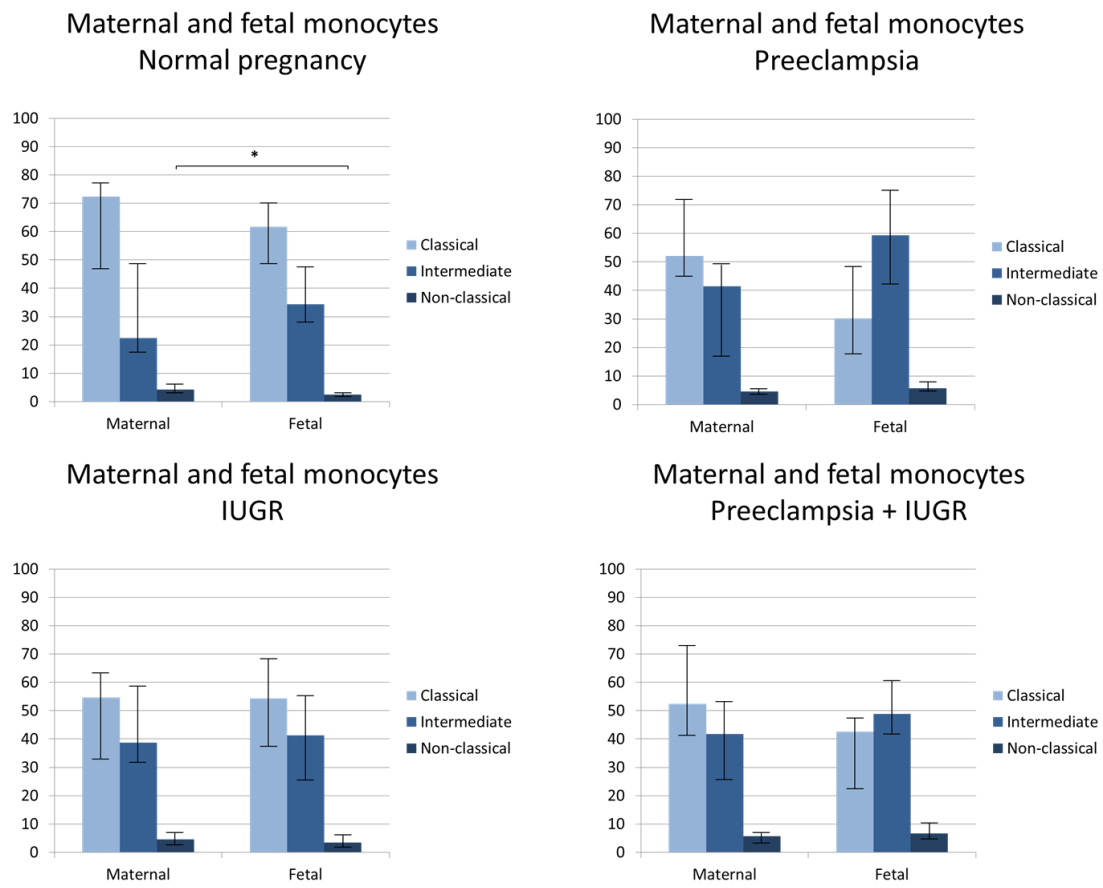 Maternal and fetal monocytes
Normal pregnancy
100
90
80
70
60
50
40
30
20
10
0
*
Maternal
Fetal
Classical
Intermediate
Non-classical
Maternal and fetal monocytes
Preeclampsia
100
90
80
70
60
50
40
30
20
10
0
Maternal
Fetal
Classical
Intermediate
Non-classical
Maternal and fetal monocytes
IUGR
100
90
80
70
60
50
40
30
20
10
0
Maternal
Fetal
Classical
Intermediate
Non-classical
Maternal and fetal monocytes
Preeclampsia + IUGR
100
90
80
70
60
50
40
30
20
10
0
Maternal
Fetal
Classical
Intermediate
Non-classical